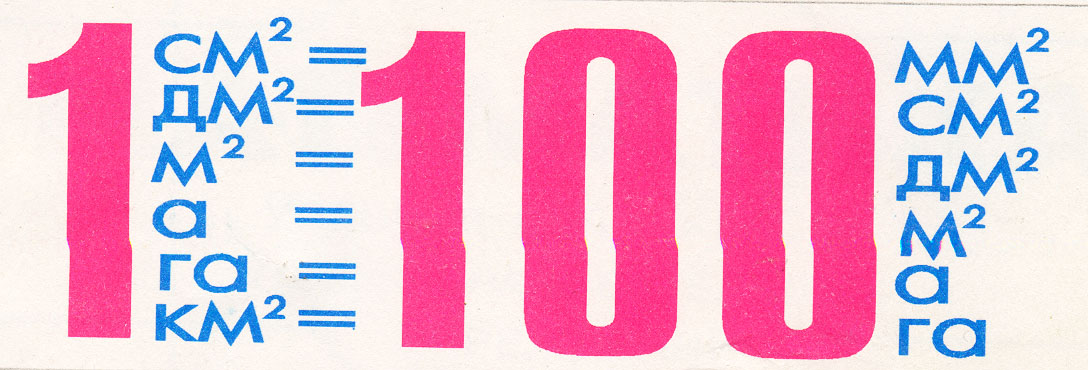 1 см² = 100 мм²
дм² = см²
м² = дм²
а = м²
га = а
км² = га